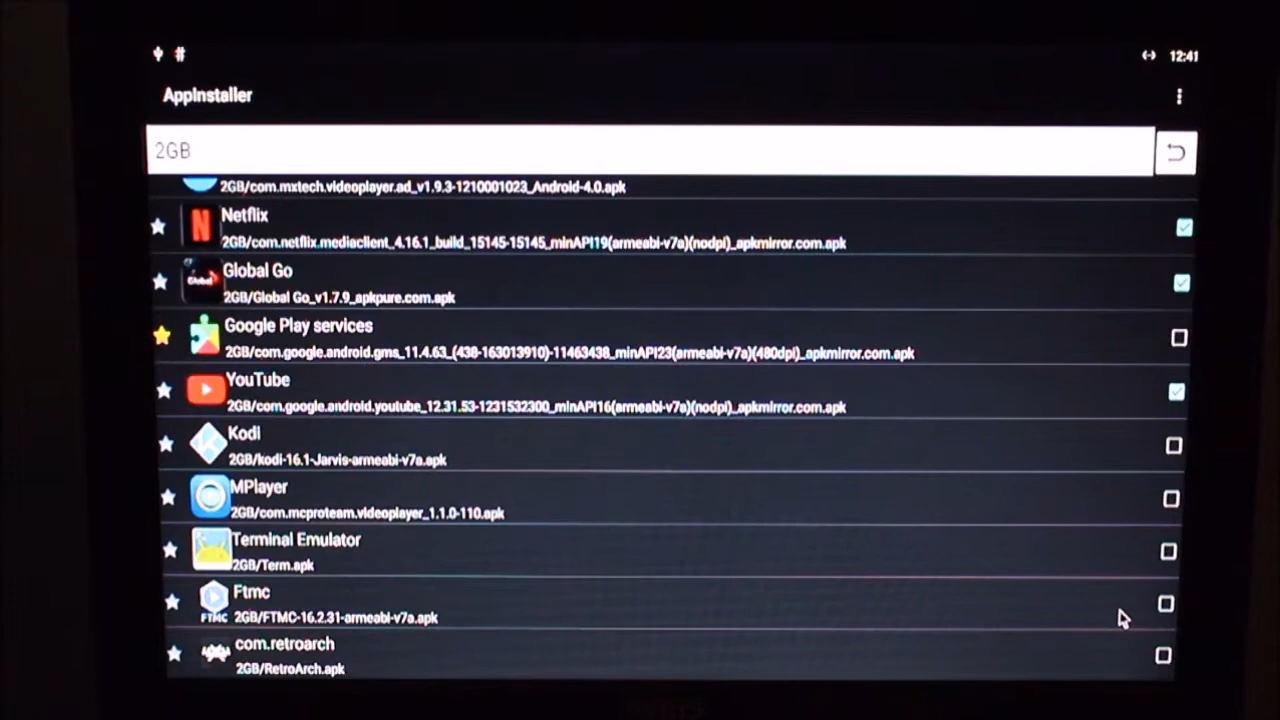 12:41
AppInstaller
2GB
2GB/com.mxtech.videoplayer.ad_v1.9.3-1210001023_Android-4.0.apk
Netflix
2GB/com.netflix.mediaclient_4.16.1_build_15145-15145_minAPI19(armeabi-v7a)(nodpi)_apkmirror.com.apk
Global Go
2GB/Global Go_v1.7.9_apkpure.com.apk
Google Play services
2GB/com.google.android.gms_11.4.63_(438-163013910)-11463438_minAPI23(armeabi-v7a)(480dpi)_apkmirror.com.apk
YouTube
2GB/com.google.android.youtube_12.31.53-1231532300_minAPI16(armeabi-v7a)(nodpi)_apkmirror.com.apk
Kodi
2GB/kodi-16.1-Jarvis-armeabi-v7a.apk
MPlayer
2GB/com.mcproteam.videoplayer_1.1.0-110.apk
Terminal Emulator
2GB/Term.apk
Ftmc
FTMC 2GB/FTMC-16.2.31-armeabi-v7a.apk
com.retroarch
2GB/RetroArch.apk